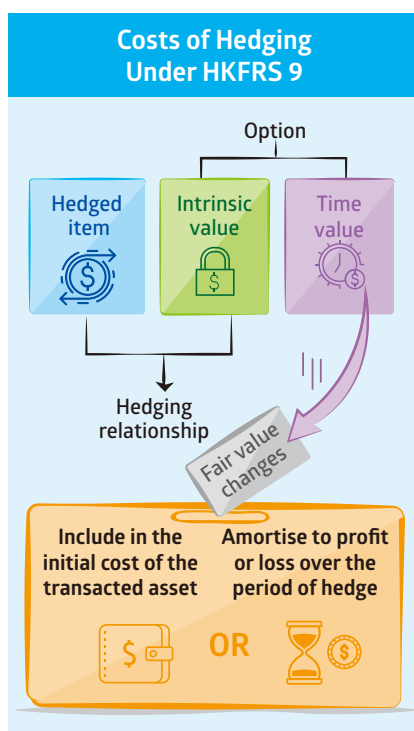 Costs of Hedging
Under HKFRS 9
Option
Hedged
item
$
Intrinsic
value
$
Time
value
$
Hedging
relationship
Fair value
changes
Include in the
initial cost of the
transacted asset
Amortise to profit
or loss over the
period of hedge
$
OR
$